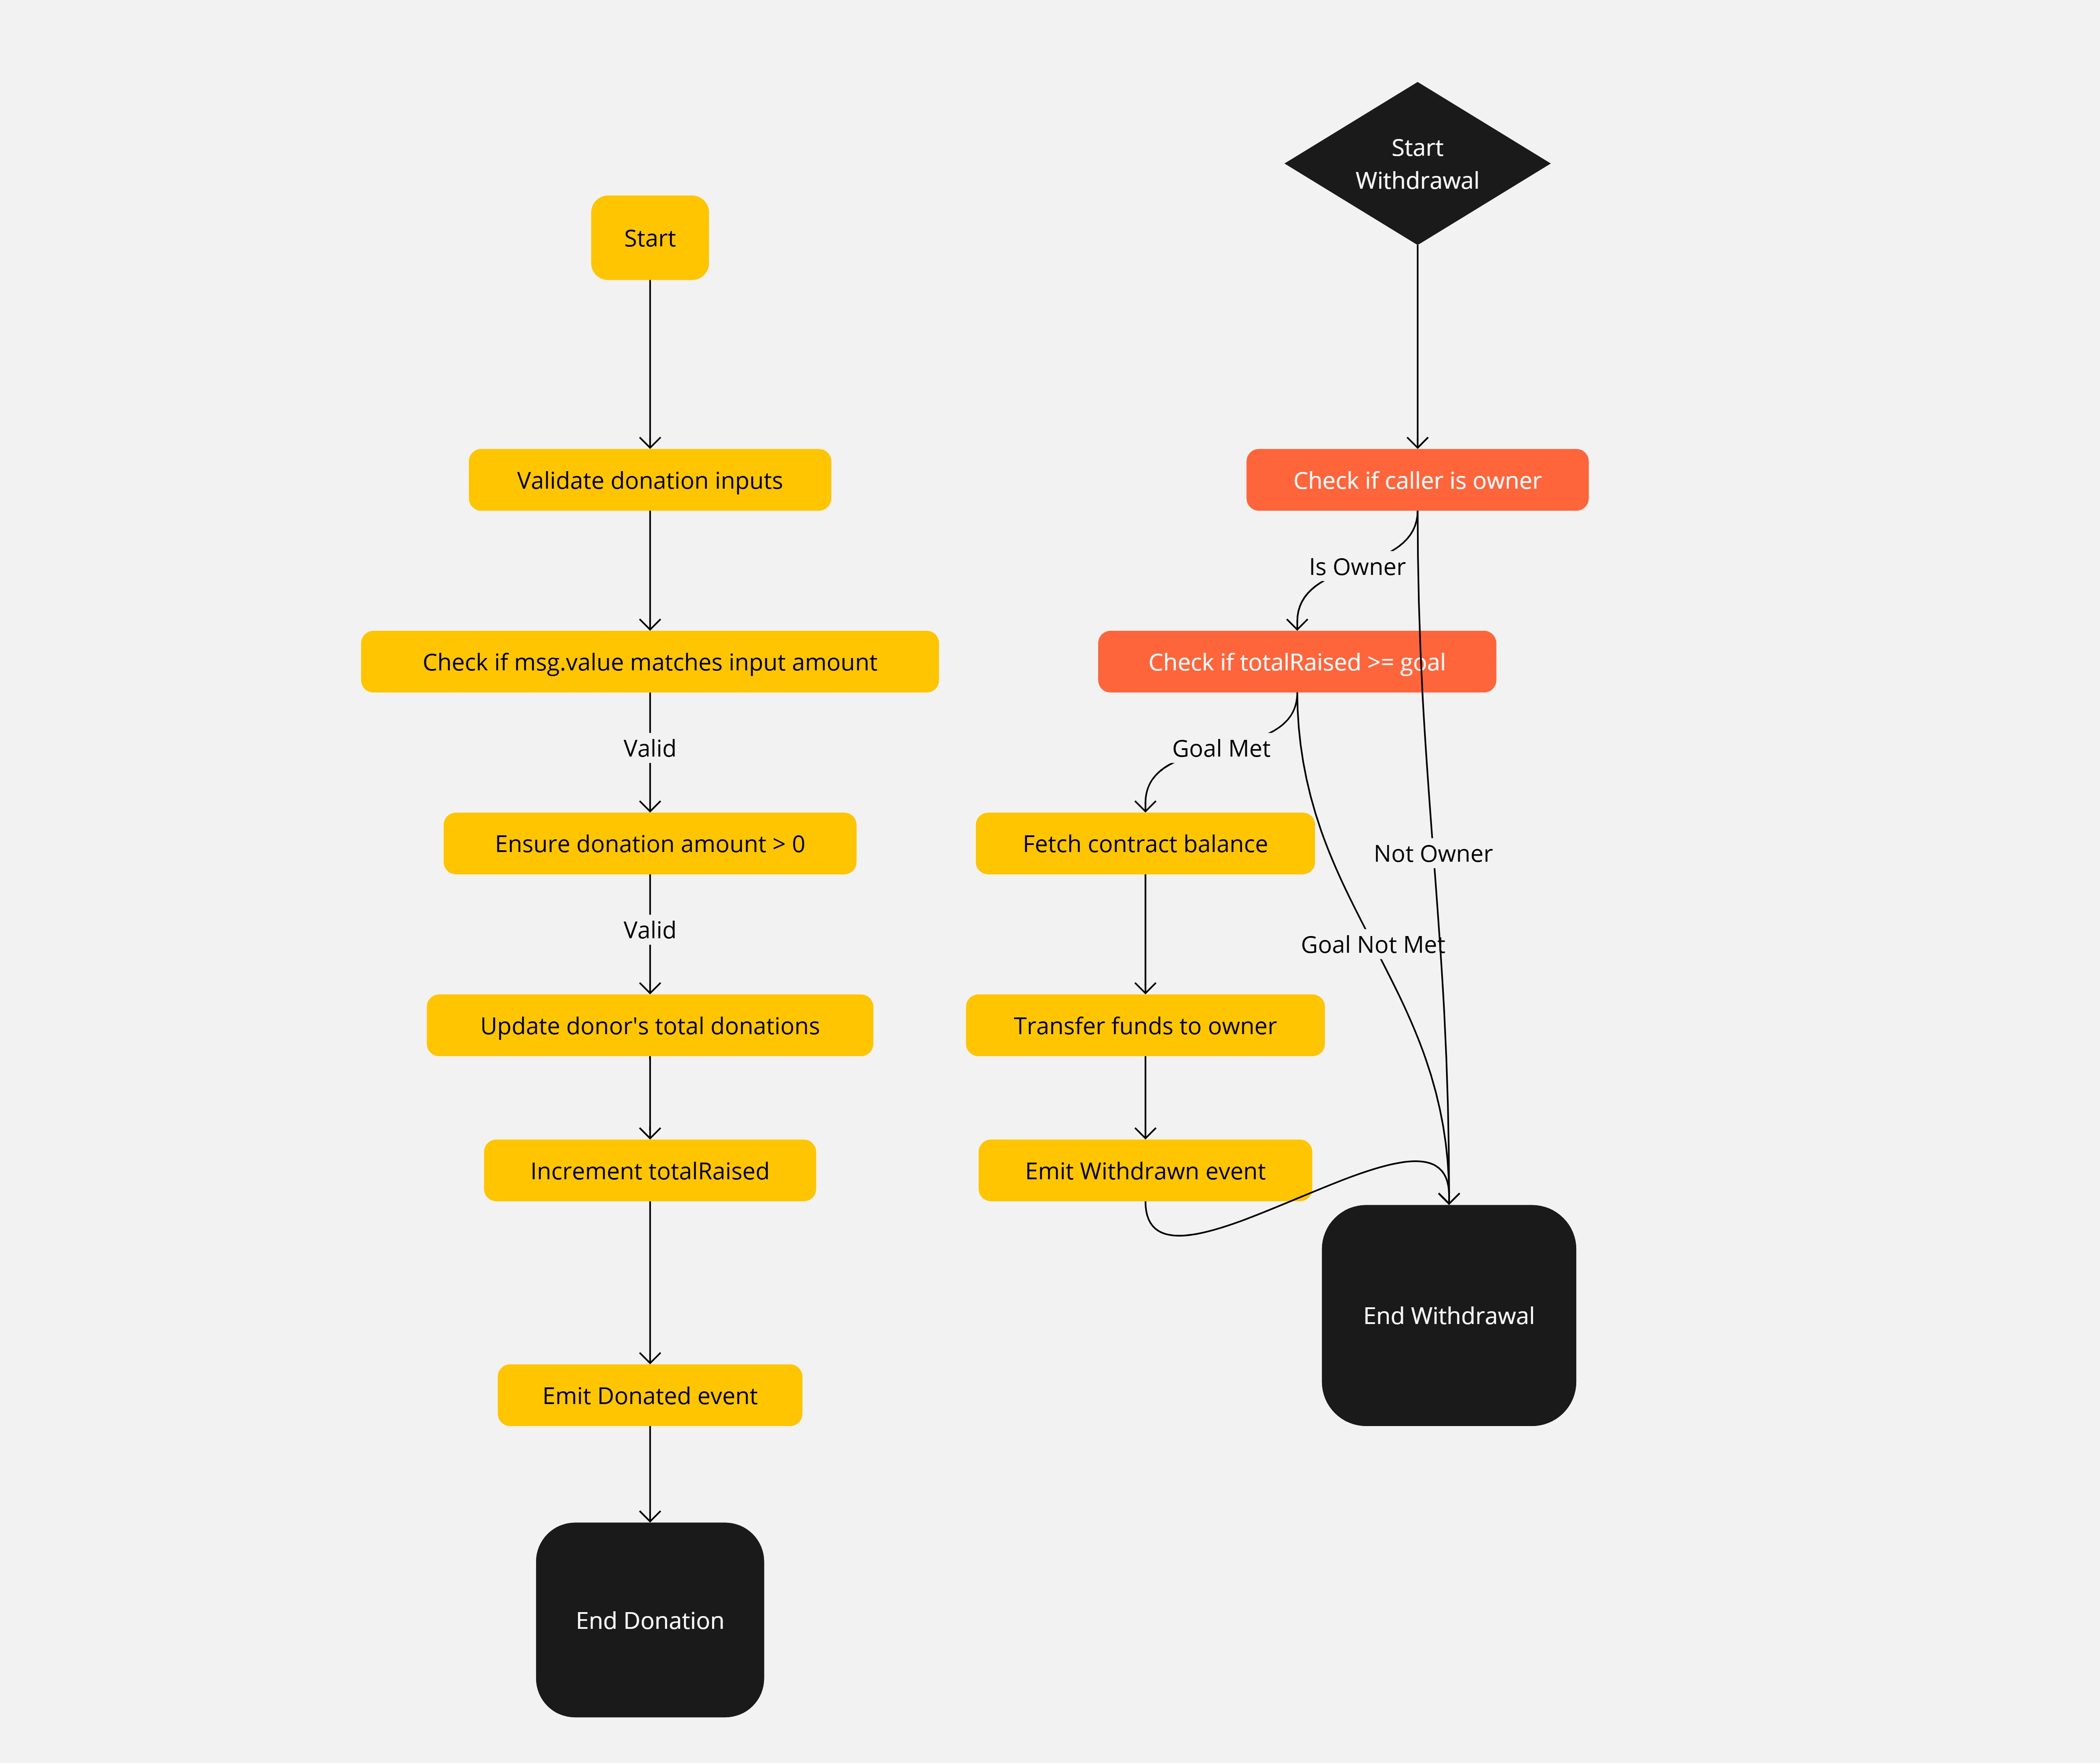 Start
Validate donation inputs
Check if msg.value matches input amount
Valid
Ensure donation amount > 0
Valid
Update donor's total donations
Increment totalRaised
Emit Donated event
End Donation
Start
Withdrawal
Check if caller is owner
Is Owner
Check if totalRaised >= goal
Goal Met
Fetch contract balance
Not Owner
Goal Not Met
Transfer funds to owner
Emit Withdrawn event
End Withdrawal